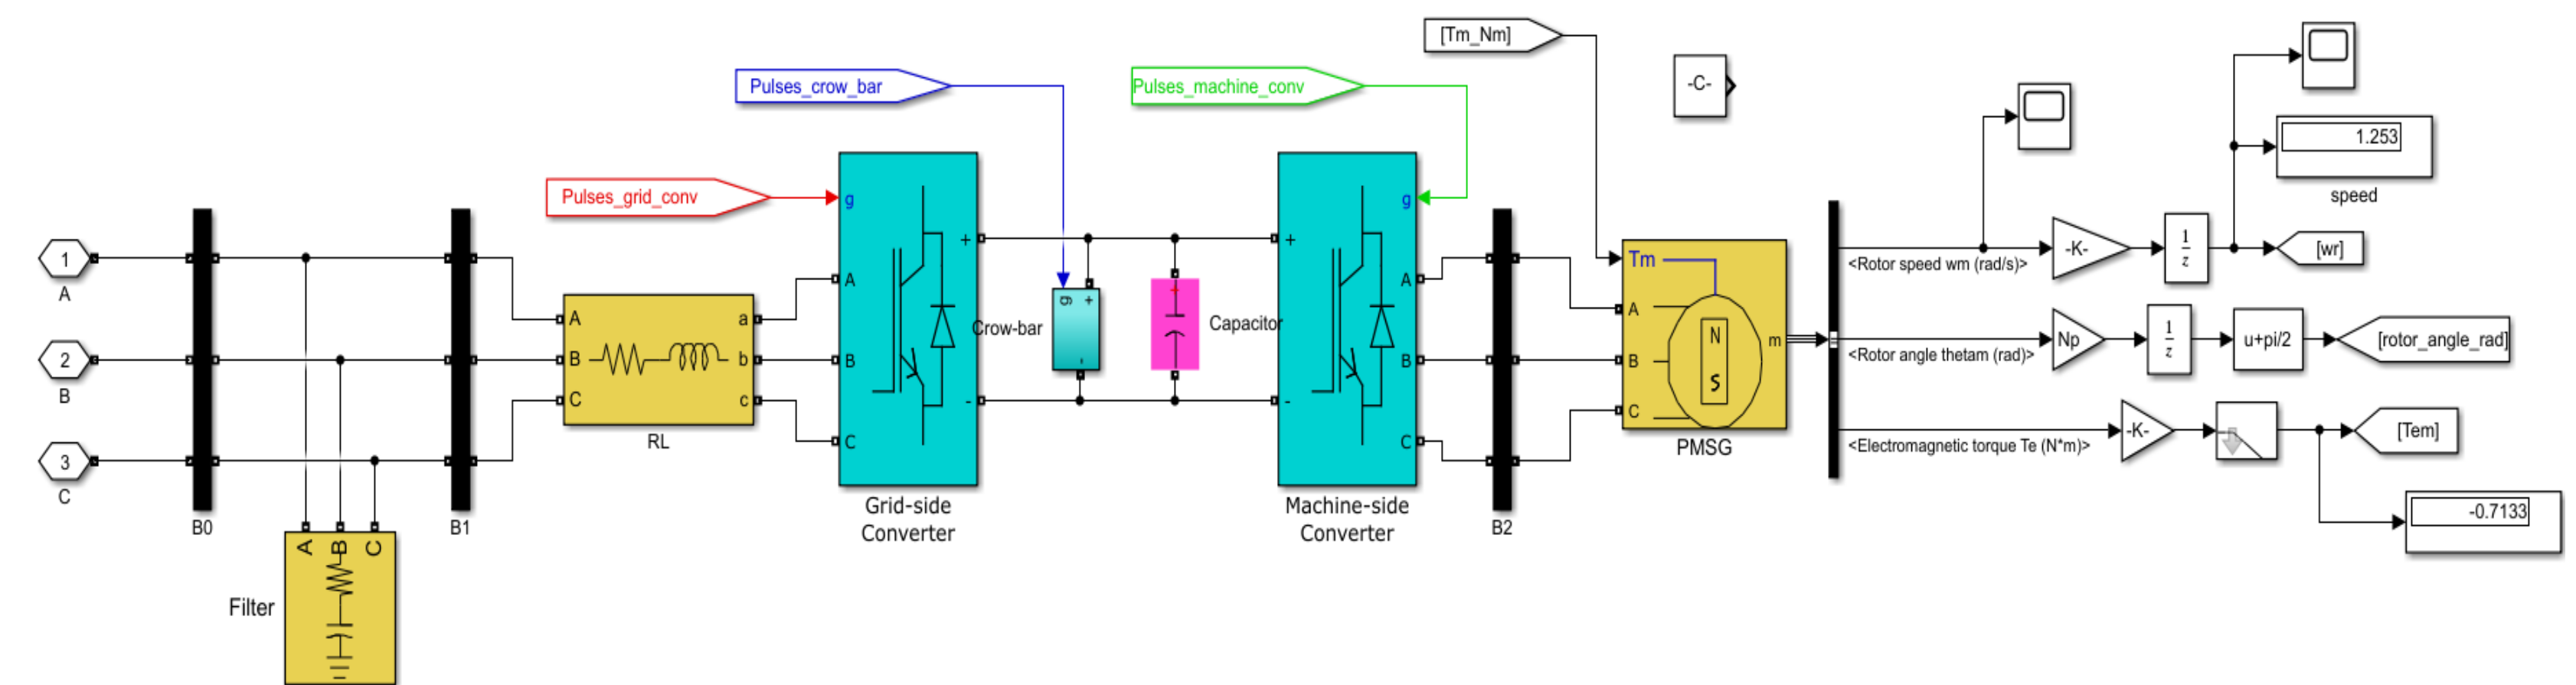 [Tm_Nm]
Pulses_crow_bar
Pulses_machine_conv
-C-
1.253
speed
Pulses_grid_conv
g
g
1
A
+
+
A
A
Tm
<Rotor speed wm (rad/s)>
-K-
1
z
[wr]
A
a
g
+
-
Crow-bar
+
Capacitor
A
N
S
m
2
B
B
b
B
B
B
<Rotor angle thetam (rad)>
Np
1
z
u+pi/2
[rotor_angle_rad]
C
c
-
-
C
C
C
3
C
RL
PMSG
<Electromagnetic torque Te (N*m)>
-K-
[Tem]
-0.7133
B0
B1
Grid-side
Converter
Machine-side
Converter
B2
A
B
C
Filter